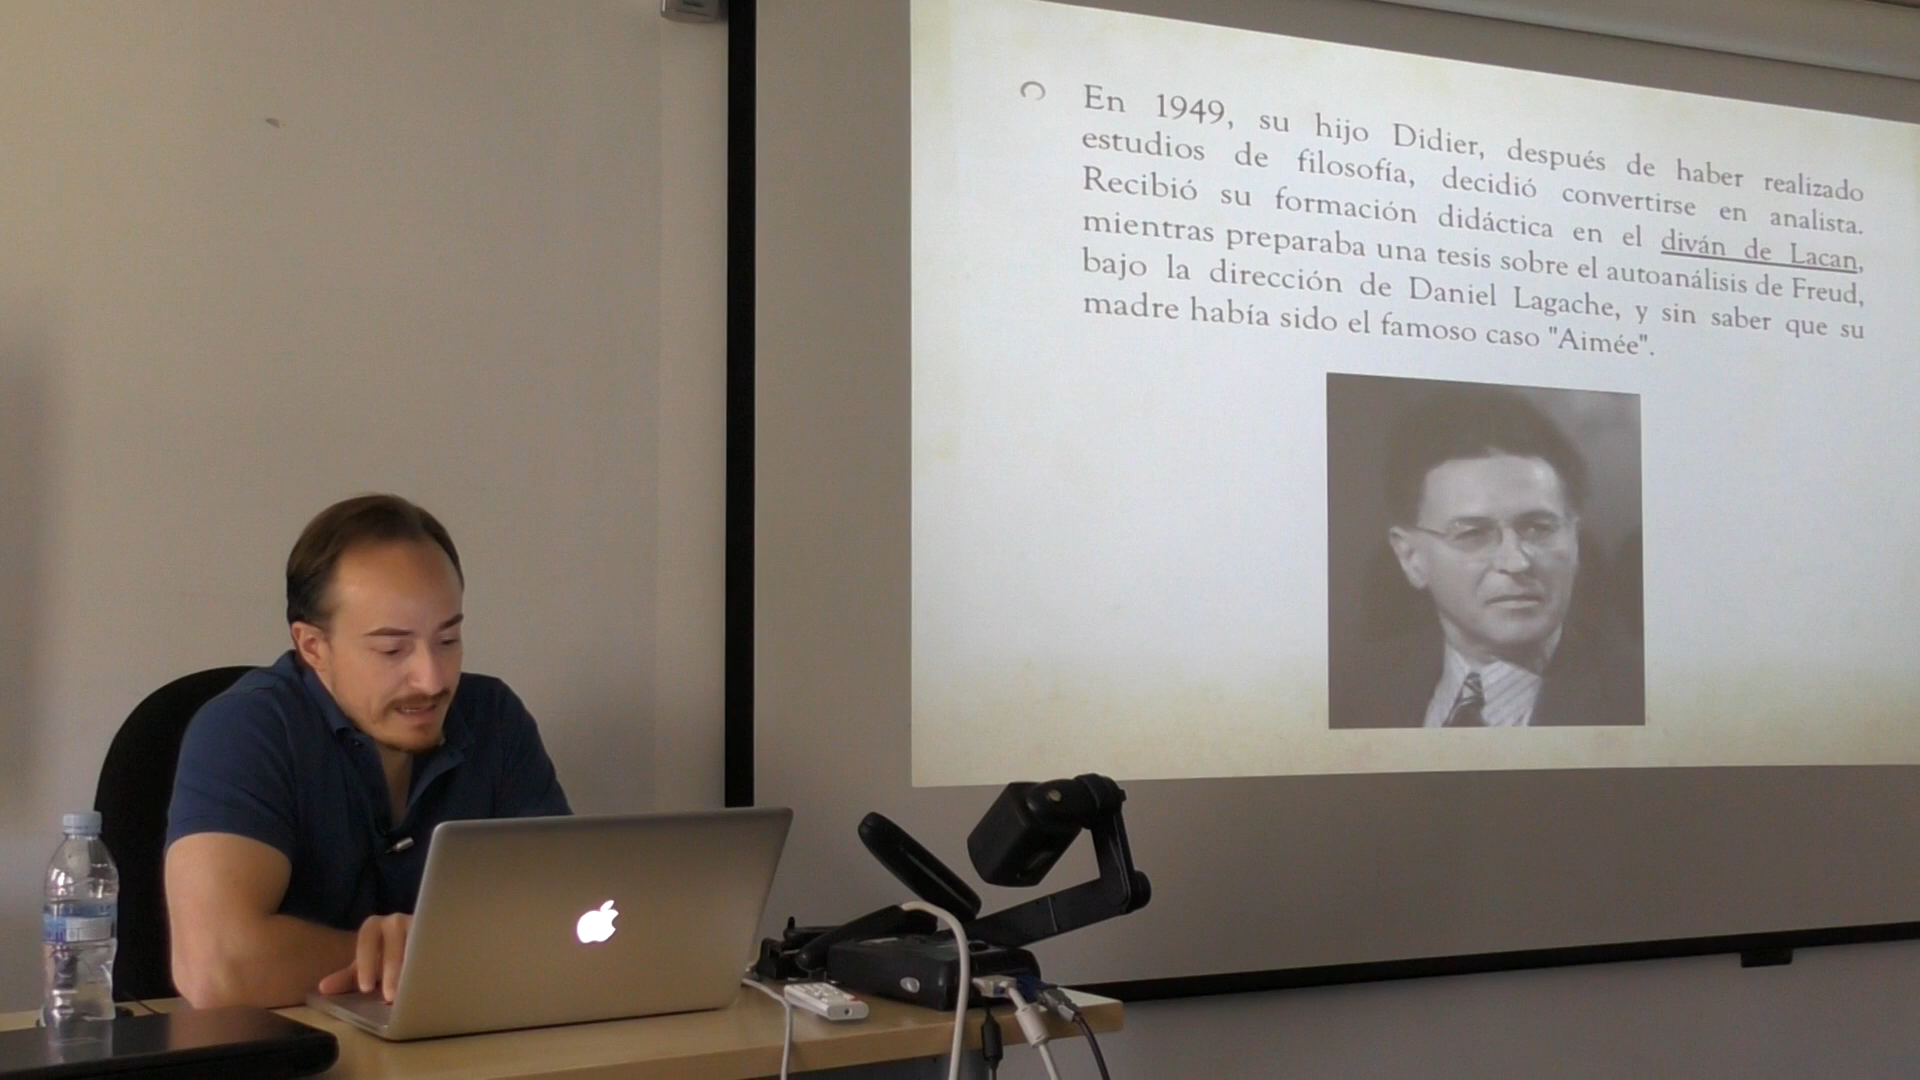 En 1949, su hijo Didier, después de haber realizado
estudios de filosofía, decidió convertirse en analista.
Recibió su formación didáctica en el diván de Lacan,
mientras preparaba una tesis sobre el autoanálisis de Freud,
bajo la dirección de Daniel Lagache, y sin saber que su
madre había sido el famoso caso "Aimée".